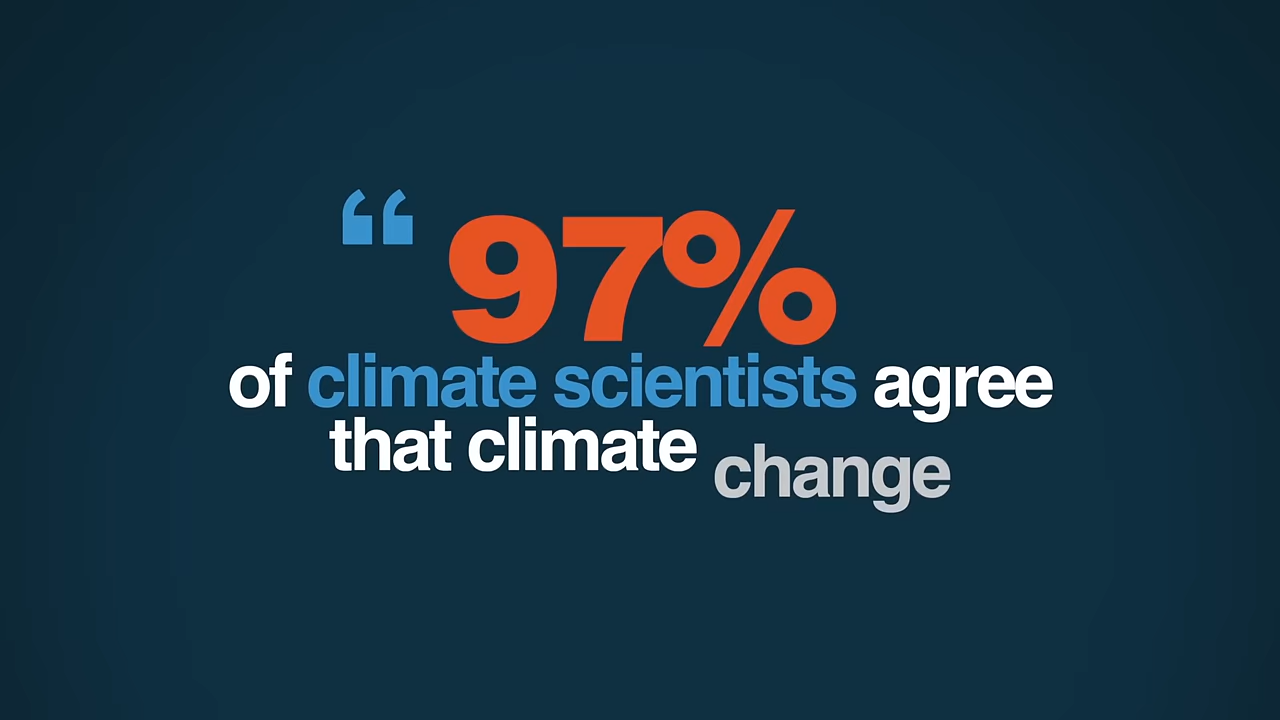 “ 97%
of climate scientists agree
that climate change